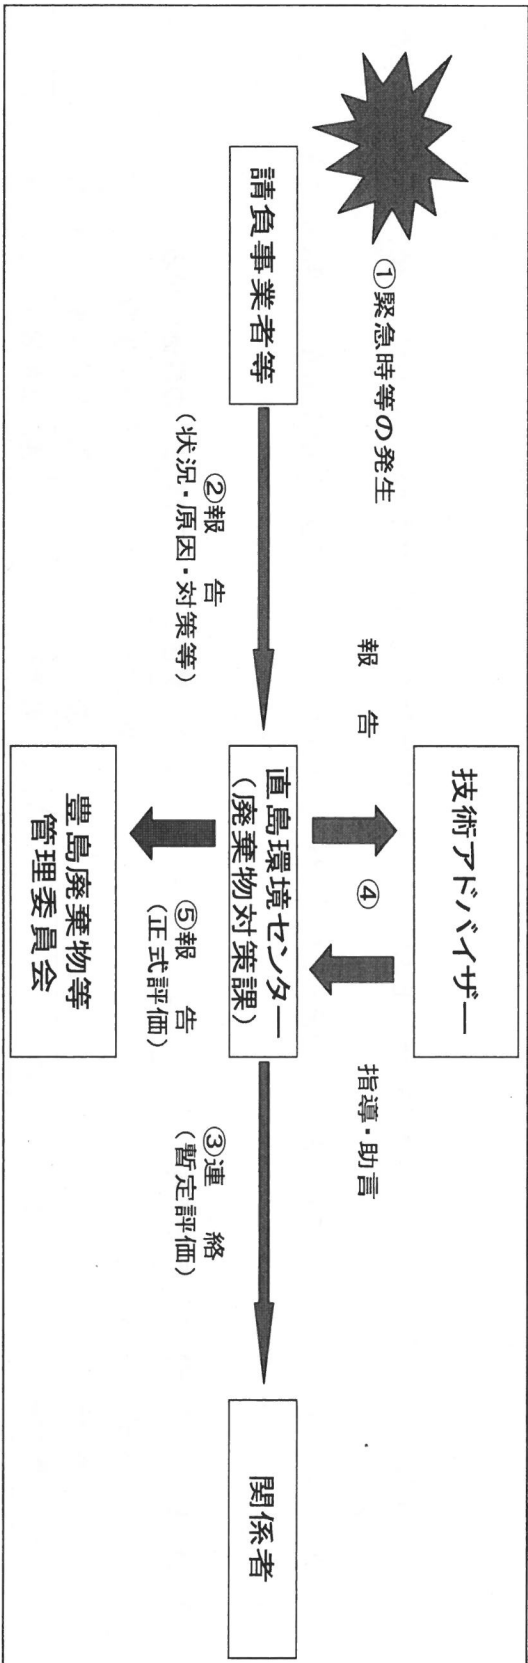 ①緊急時等の発生
請負事業者等
②報　告
（状況・原因・対策等）
報　告
④
指導・助言
技術アドバイザー
直島環境センター
（廃棄物対策課）
⑤報　告
（正式評価）
豊島廃棄物等
管理委員会
③連　絡
（暫定評価）
関係者